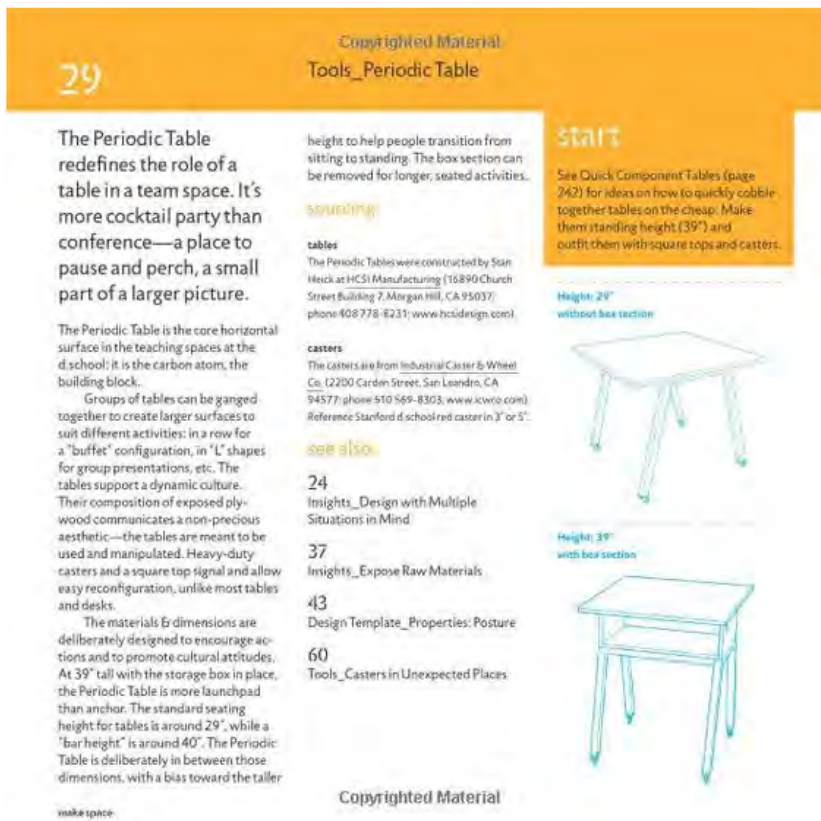 Copyrighted Material
29
Tools_Periodic Table
The Periodic Table
redefines the role of a
table in a team space. It's
more cocktail party than
conference—a place to
pause and perch, a small
part of a larger picture.
The Periodic Table is the core horizontal
surface in the teaching spaces at the
d.school: it is the carbon atom, the
building block.
Groups of tables can be ganged
together to create larger surfaces to
suit different activities: in a row for
a "buffet" configuration, in "L" shapes
for group presentations, etc. The
tables support a dynamic culture.
Their composition of exposed ply-
wood communicates a non-precious
aesthetic—the tables are meant to be
used and manipulated. Heavy-duty
casters and a square top signal and allow
easy reconfiguration, unlike most tables
and desks.
The materials & dimensions are
deliberately designed to encourage ac-
tions and to promote cultural attitudes.
At 39" tall with the storage box in place,
the Periodic Table is more launchpad
than anchor. The standard seating
height for tables is around 29", while a
"bar height" is around 40". The Periodic
Table is deliberately in between those
dimensions, with a bias toward the taller
height to help people transition from
sitting to standing. The box section can
be removed for longer, seated activities.
sourcing
tables
The Periodic Tables were constructed by Stan
Heick at HCSI Manufacturing (16890 Church
Street Building 7, Morgan Hill, CA 95037;
phone 408 778-8231; www.hcsidesign.com).
casters
The casters are from Industrial Caster & Wheel
Co. (2200 Carden Street, San Leandro, CA
94577; phone 510 569-8303; www.icwco.com).
Reference Stanford d.school red caster in 3" or 5".
see also
24
Insights_Design with Multiple
Situations in Mind
37
Insights_Expose Raw Materials
43
Design Template_Properties: Posture
60
Tools_Casters in Unexpected Places
start
See Quick Component Tables (page
242) for ideas on how to quickly cobble
together tables on the cheap. Make
them standing height (39") and
outfit them with square tops and casters.
Height: 29"
without box section
Height: 39"
with box section
make space
Copyrighted Material